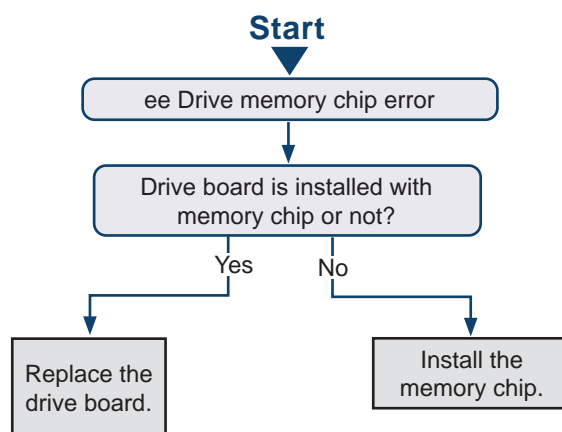 Start
ee Drive memory chip error
Drive board is installed with
memory chip or not?
Yes
No
Replace the
drive board.
Install the
memory chip.